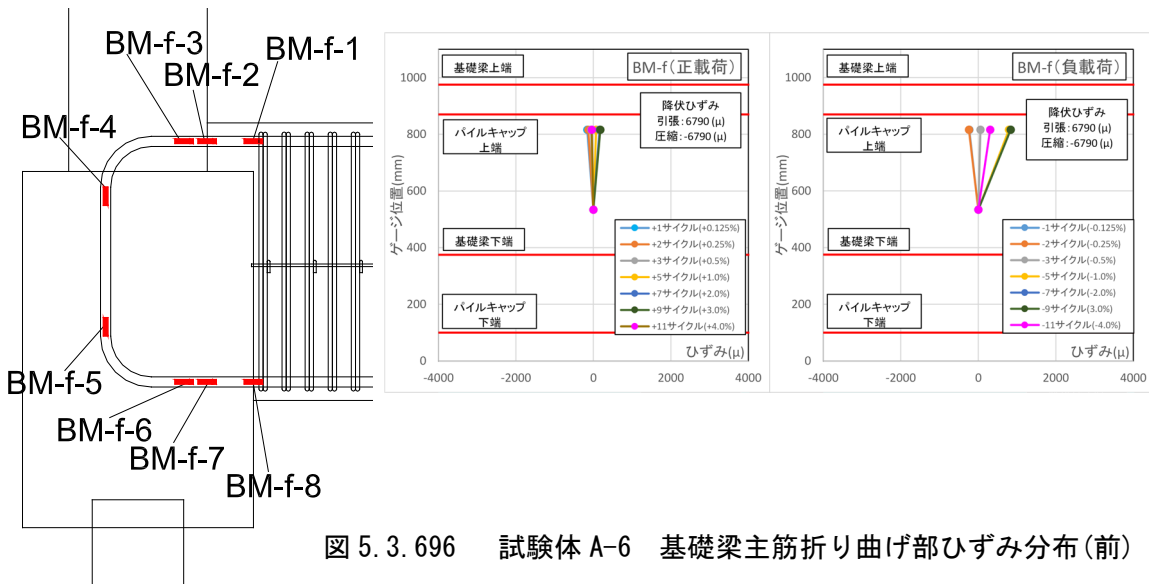 BM-f-3
BM-f-1
BM-f-2
BM-f-4
BM-f-5
BM-f-6
BM-f-7
BM-f-8
BM-f(正載荷)
基礎梁上端
降伏ひずみ
引張:6790(μ)
圧縮:-6790(μ)
パイルキャップ
上端
基礎梁下端
パイルキャップ
下端
ゲージ位置(mm)
1000
800
600
400
200
0
+1サイクル(+0.125%)
+2サイクル(+0.25%)
+3サイクル(+0.5%)
+5サイクル(+1.0%)
+7サイクル(+2.0%)
+9サイクル(+3.0%)
+11サイクル(+4.0%)
ひずみ(μ)
-4000 -2000 0 2000 4000
BM-f(負載荷)
基礎梁上端
降伏ひずみ
引張:6790(μ)
圧縮:-6790(μ)
パイルキャップ
上端
基礎梁下端
パイルキャップ
下端
ゲージ位置(mm)
1000
800
600
400
200
0
-1サイクル(-0.125%)
-2サイクル(-0.25%)
-3サイクル(-0.5%)
-5サイクル(-1.0%)
-7サイクル(-2.0%)
-9サイクル(3.0%)
-11サイクル(-4.0%)
ひずみ(μ)
-4000 -2000 0 2000 4000
図 5.3.696 試験体 A-6 基礎梁主筋折り曲げ部ひずみ分布(前)